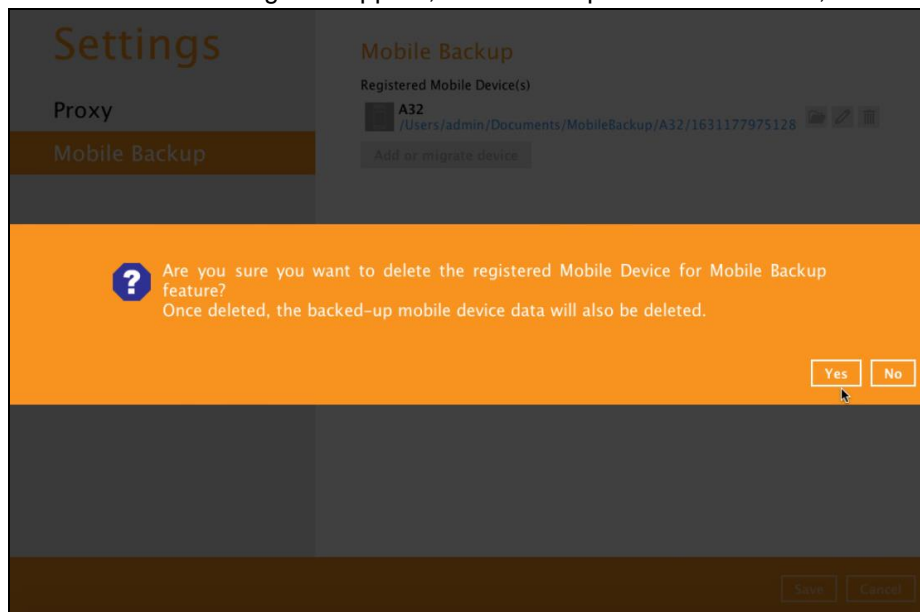 Settings
Proxy
Mobile Backup
Mobile Backup
Registered Mobile Device(s)
A32
/Users/admin/Documents/MobileBackup/A32/1631177975128
Add or migrate device
? Are you sure you want to delete the registered Mobile Device for Mobile Backup
feature?
Once deleted, the backed-up mobile device data will also be deleted.
Yes No
Save Cancel